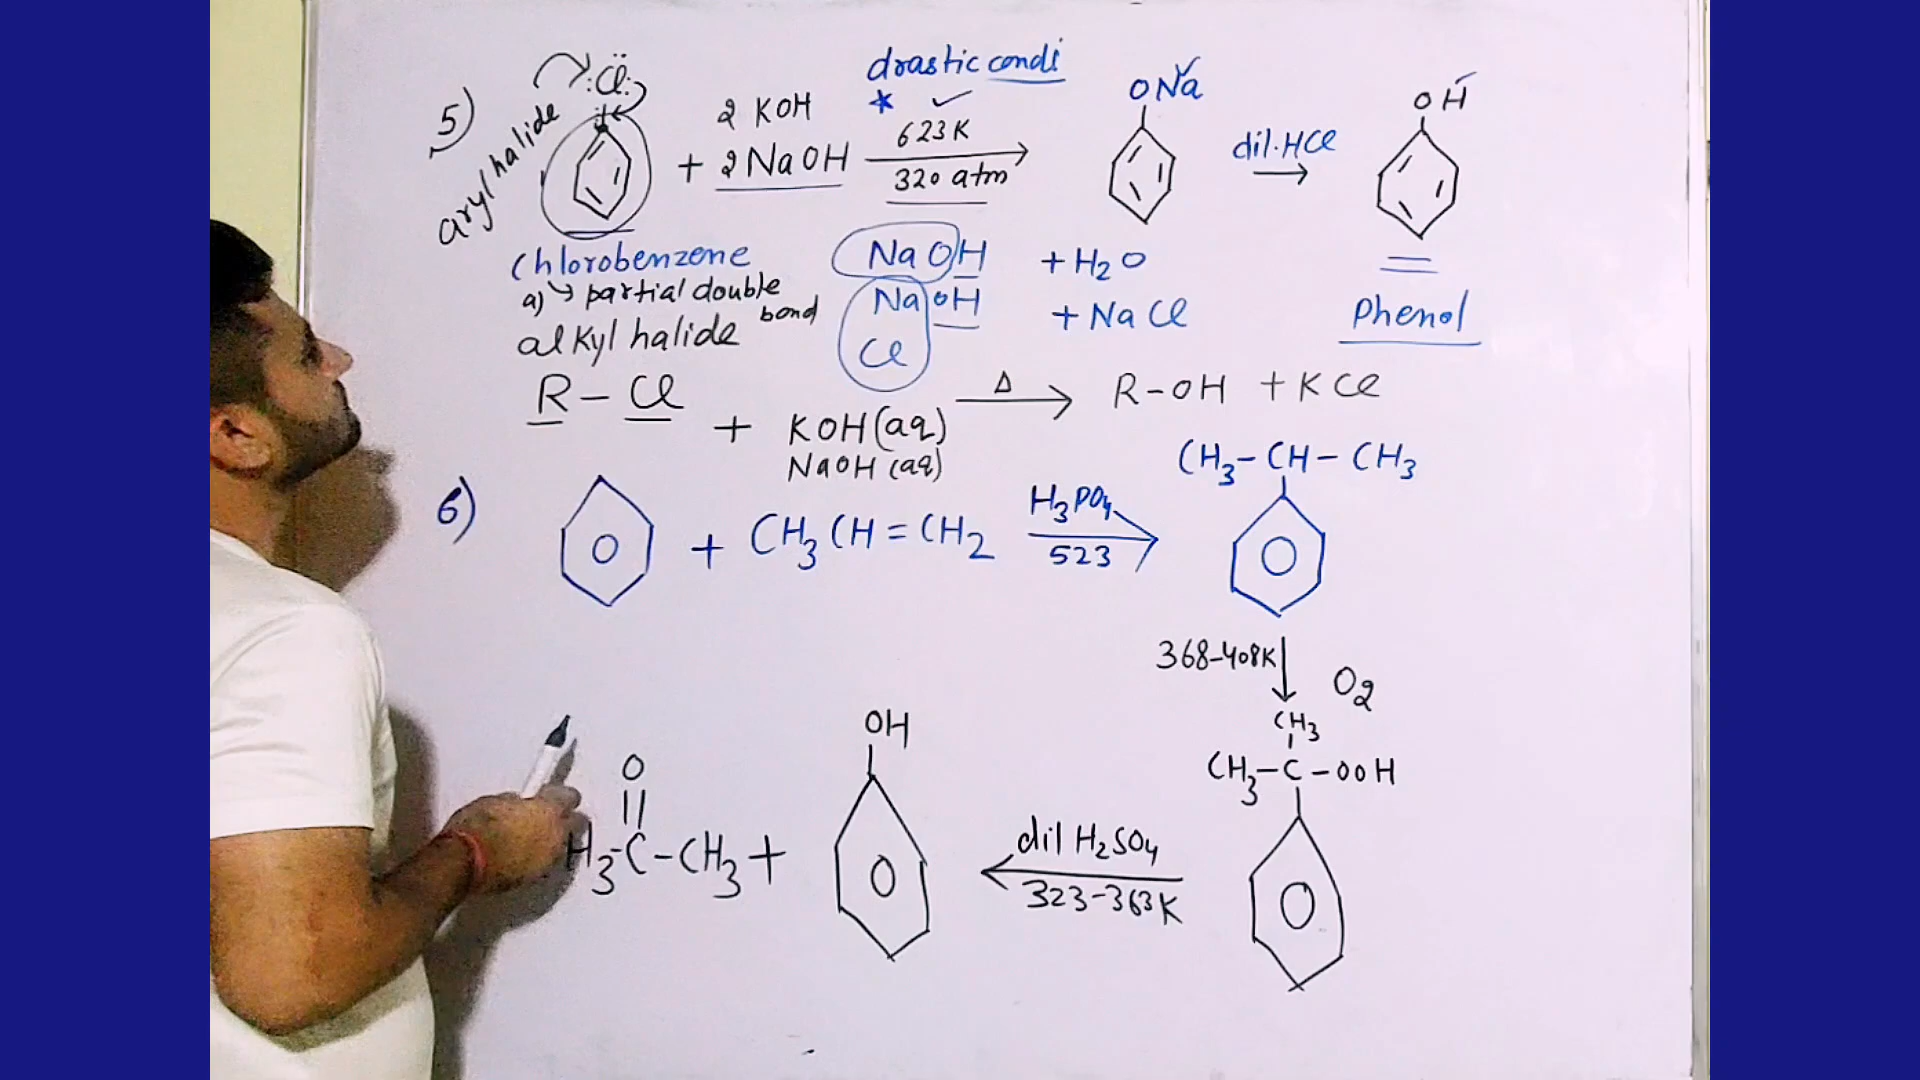 5)
aryl halide
:Cl:
+ 2 KOH
2 NaOH
drastic condi
★ ✓
623K
320 atm
ONa
dil.HCl
OH
Chlorobenzene
a) ↘ partial double bond
NaOH
NaOH
Cl
+ H2O
+ NaCl
Phenol
alkyl halide
R - Cl + KOH(aq)
NaOH (aq)
Δ
R-OH + KCl
6)
+ CH3CH=CH2
H3PO4
523
CH3-CH-CH3
368-408K
O2
CH3
CH3-C-OOH
dil H2SO4
323-363K
OH
O
H3-C-CH3 +